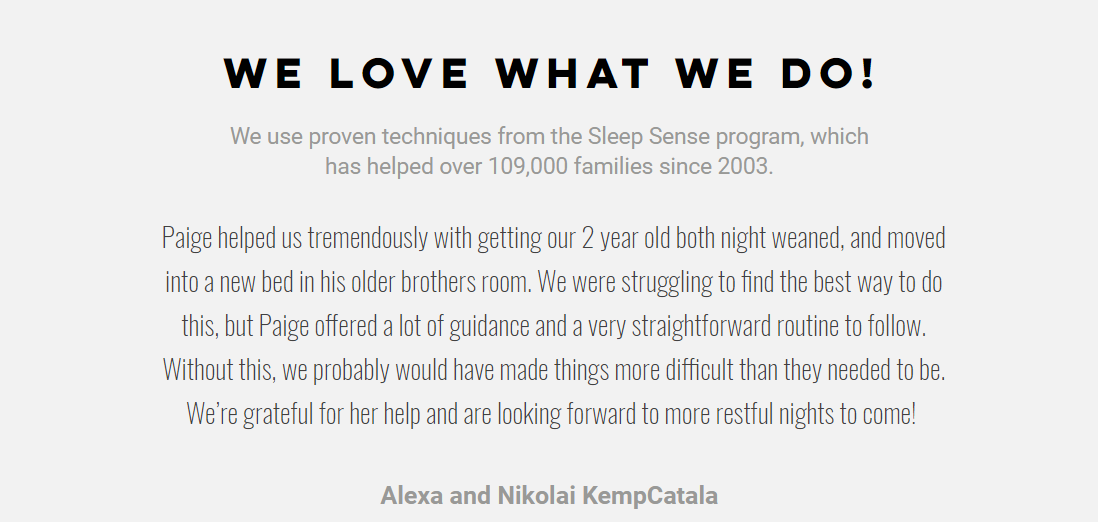 WE LOVE WHAT WE DO!
We use proven techniques from the Sleep Sense program, which
has helped over 109,000 families since 2003.
Paige helped us tremendously with getting our 2 year old both night weaned, and moved
into a new bed in his older brothers room. We were struggling to find the best way to do
this, but Paige offered a lot of guidance and a very straightforward routine to follow.
Without this, we probably would have made things more difficult than they needed to be.
We’re grateful for her help and are looking forward to more restful nights to come!
Alexa and Nikolai KempCatala